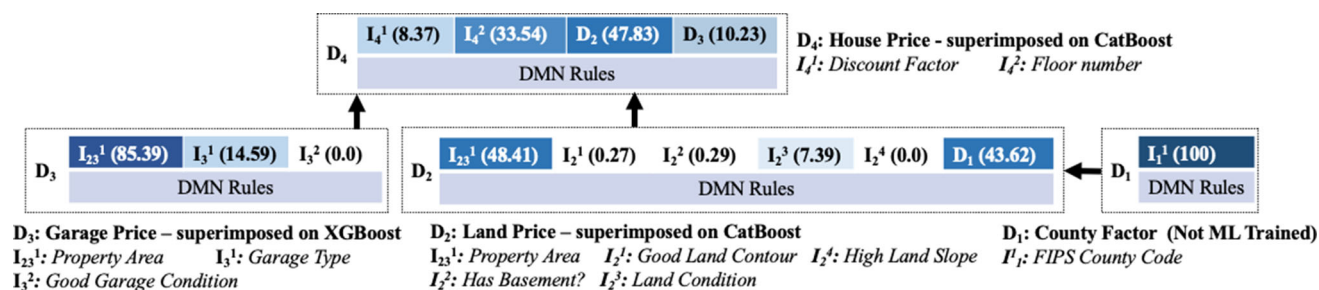 I₄¹ (8.37) I₄² (33.54) D₂ (47.83) D₃ (10.23)
D₄
DMN Rules
D₄: House Price - superimposed on CatBoost
I₄¹: Discount Factor I₄²: Floor number
I₂₃¹ (85.39) I₃¹ (14.59) I₃² (0.0)
D₃
DMN Rules
I₂₃¹ (48.41) I₂¹ (0.27) I₂² (0.29) I₂³ (7.39) I₂⁴ (0.0) D₁ (43.62)
D₂
DMN Rules
I₁¹ (100)
D₁
DMN Rules
D₃: Garage Price – superimposed on XGBoost
I₂₃¹: Property Area I₃¹: Garage Type
I₃²: Good Garage Condition
D₂: Land Price – superimposed on CatBoost
I₂₃¹: Property Area I₂¹: Good Land Contour I₂⁴: High Land Slope
I₂²: Has Basement? I₂³: Land Condition
D₁: County Factor (Not ML Trained)
I¹₁: FIPS County Code